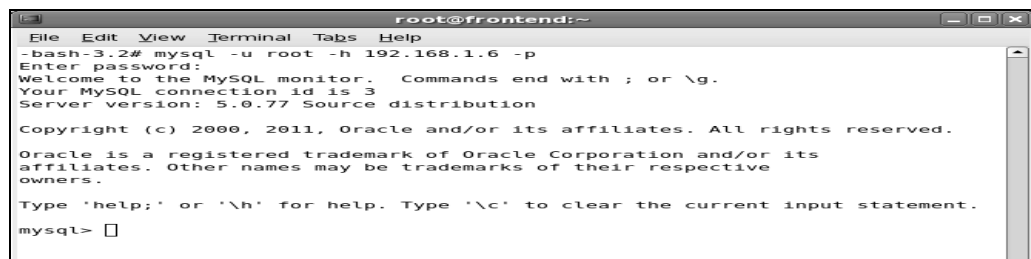 root@frontend:~
File Edit View Terminal Tabs Help
-bash-3.2# mysql -u root -h 192.168.1.6 -p
Enter password:
Welcome to the MySQL monitor.  Commands end with ; or \g.
Your MySQL connection id is 3
Server version: 5.0.77 Source distribution
Copyright (c) 2000, 2011, Oracle and/or its affiliates. All rights reserved.
Oracle is a registered trademark of Oracle Corporation and/or its
affiliates. Other names may be trademarks of their respective
owners.
Type 'help;' or '\h' for help. Type '\c' to clear the current input statement.
mysql>